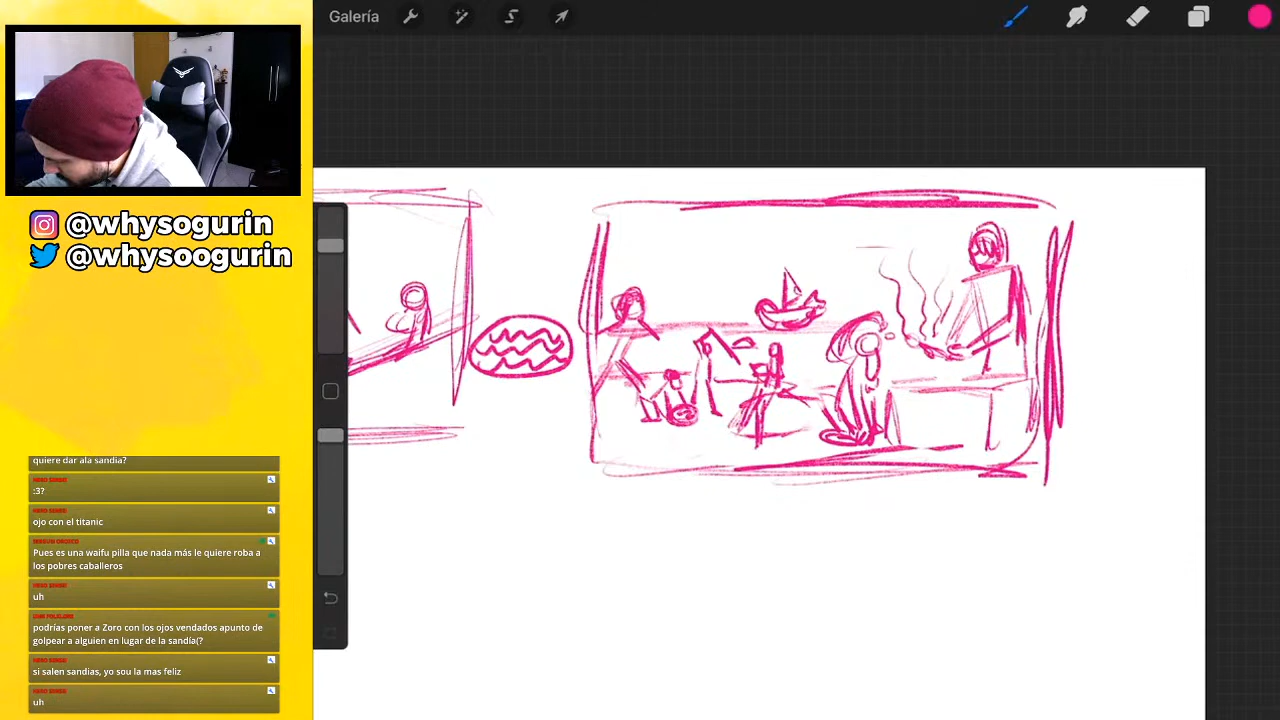 Galería
@whysogurin
@whysoogurin
quiere dar ala sandia?
:3?
ojo con el titanic
Pues es una waifu pilla que nada más le quiere roba a
los pobres caballeros
uh
podrías poner a Zoro con los ojos vendados apunto de
golpear a alguien en lugar de la sandía(?
si salen sandias, yo sou la mas feliz
uh